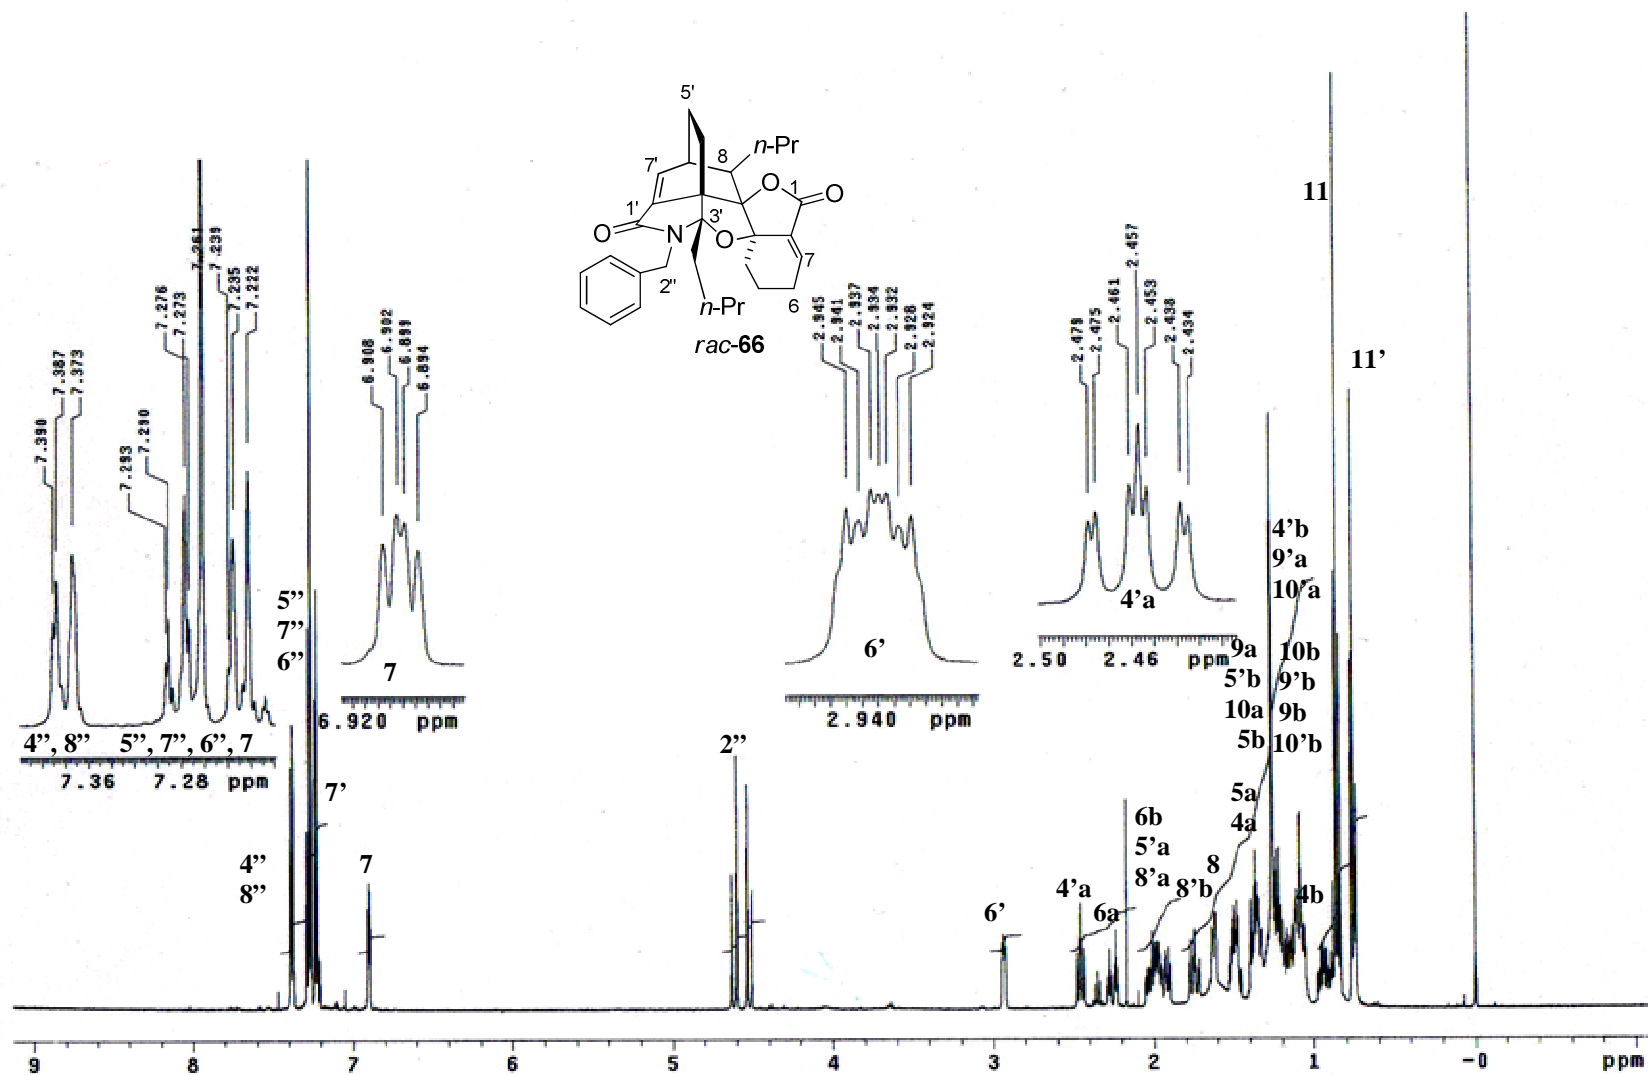 5'
n-Pr
8
7'
O
1
O
1'
3'
O
N
O
7
2"
6
n-Pr
rac-66
11
11'
7.390
7.387
7.373
7.293
7.290
7.276
7.273
7.261
7.239
7.235
7.222
6.908
6.902
6.899
6.894
2.945
2.941
2.937
2.934
2.932
2.928
2.924
2.479
2.475
2.461
2.457
2.453
2.438
2.434
4'b
9'a
10'a
5”
7”
6”
4'a
6'
7
2.50 2.46 ppm
9a 10b
5'b 9'b
10a 9b
5b 10'b
6.920 ppm
2.940 ppm
4”, 8” 5”, 7”, 6”, 7
7.36 7.28 ppm
2”
7'
5a
4a
6b
5'a
8'a
4”
8”
7
8
8'b
4'a
6a
6'
4b
9 8 7 6 5 4 3 2 1 -0 ppm